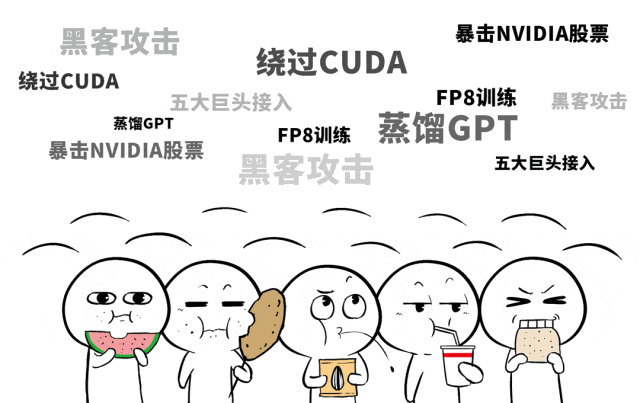 黑客攻击
暴击NVIDIA股票
绕过CUDA
绕过CUDA
五大巨头接入
FP8训练
黑客攻击
蒸馏GPT
FP8训练
蒸馏GPT
暴击NVIDIA股票
黑客攻击
五大巨头接入